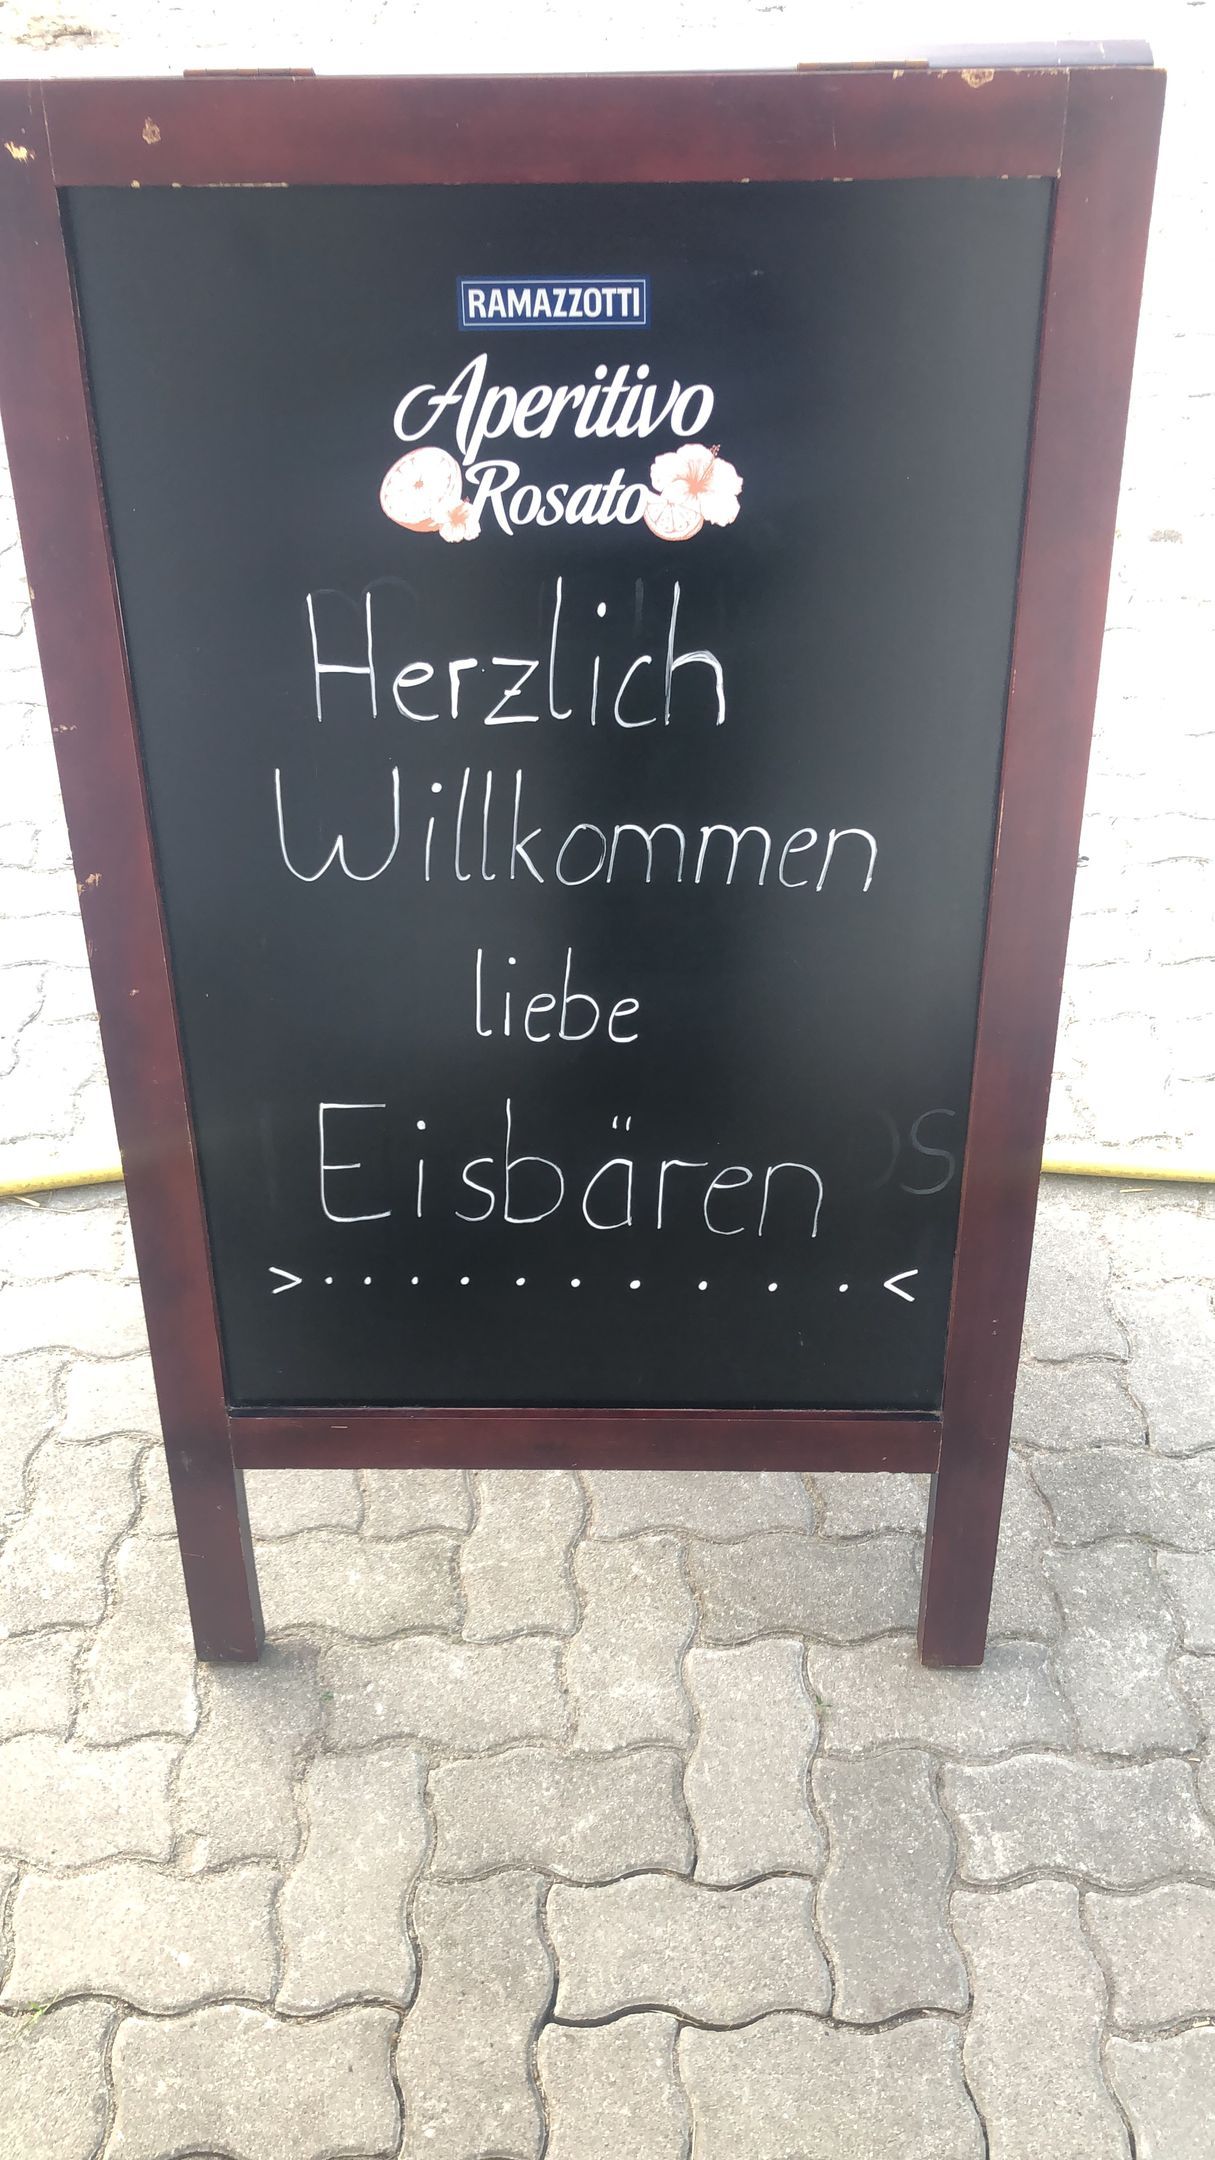 RAMAZZOTTI
Aperitivo
Rosato
Herzlich
Willkommen
liebe
Eisbären
>...........<